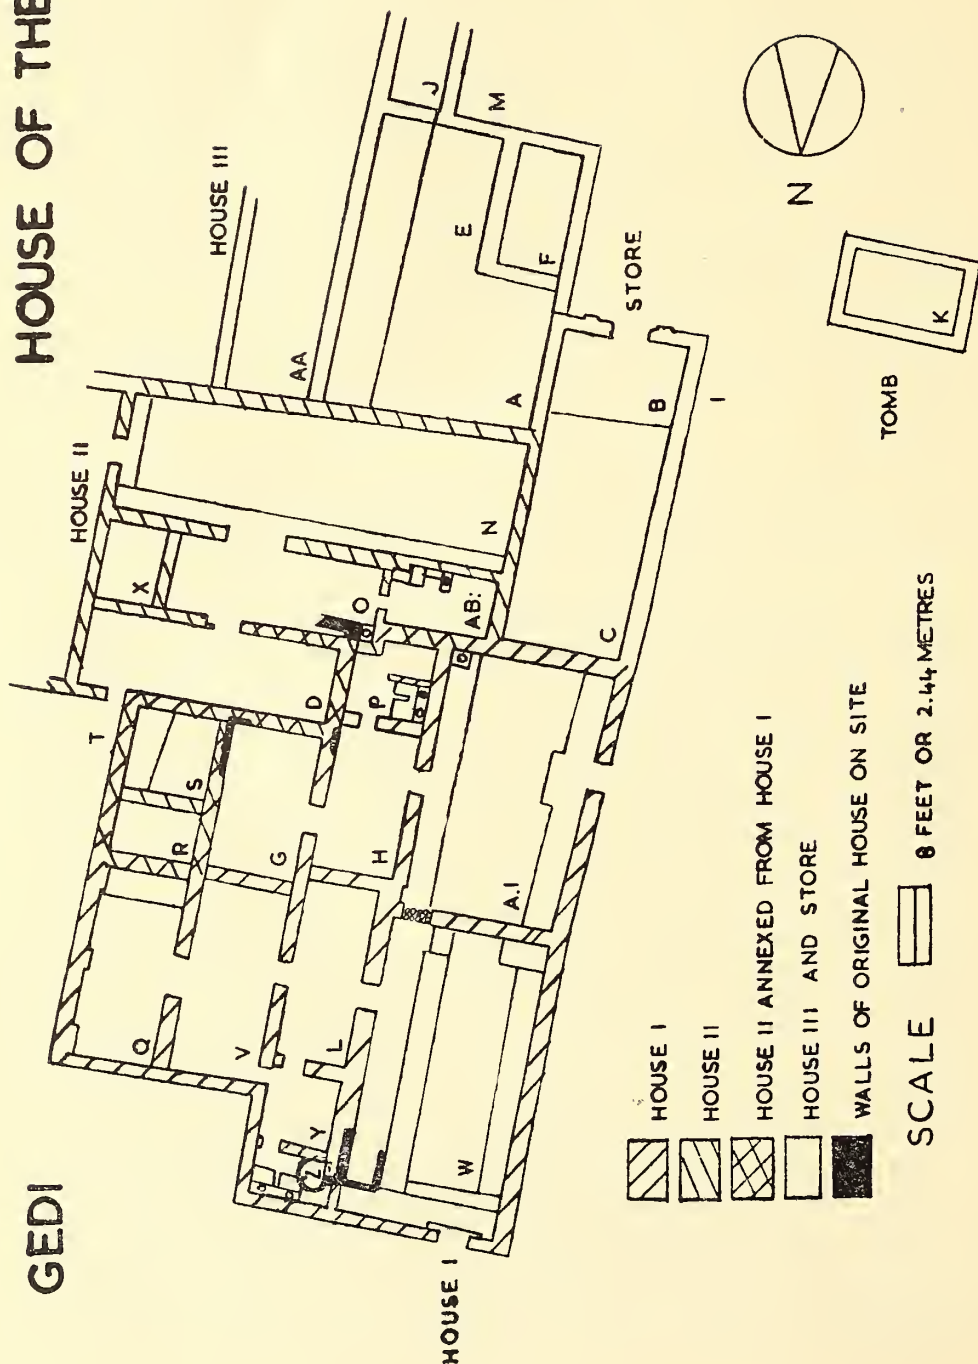 GEDI
HOUSE OF THE
HOUSE III
HOUSE II
HOUSE I
J
M
E
F
AA
A
STORE
B
I
C
N
X
O
AB:
T
D
P
S
R
G
H
A.I
Q
V
L
Y
Z
W
N
TOMB
K
HOUSE I
HOUSE II
HOUSE II ANNEXED FROM HOUSE I
HOUSE III AND STORE
WALLS OF ORIGINAL HOUSE ON SITE
SCALE 8 FEET OR 2.44 METRES